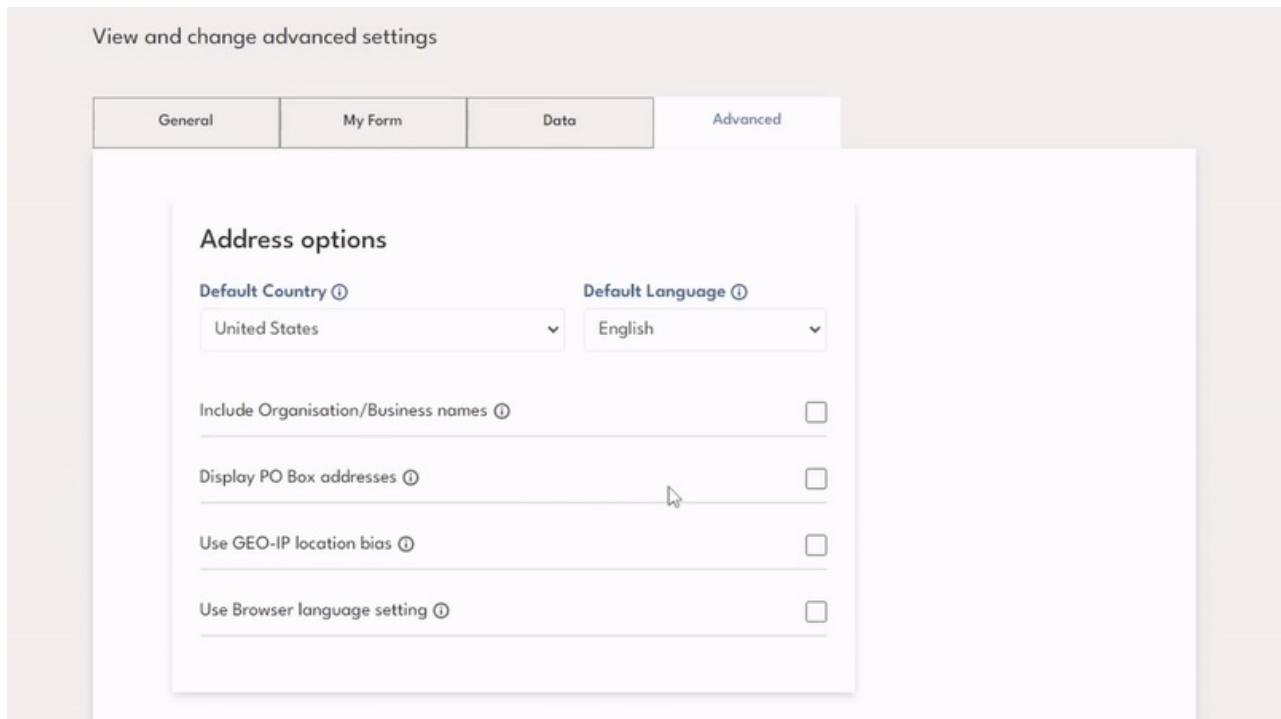 View and change advanced settings
General My Form Data Advanced
Address options
Default Country Default Language
United States English
Include Organisation/Business names
Display PO Box addresses
Use GEO-IP location bias
Use Browser language setting